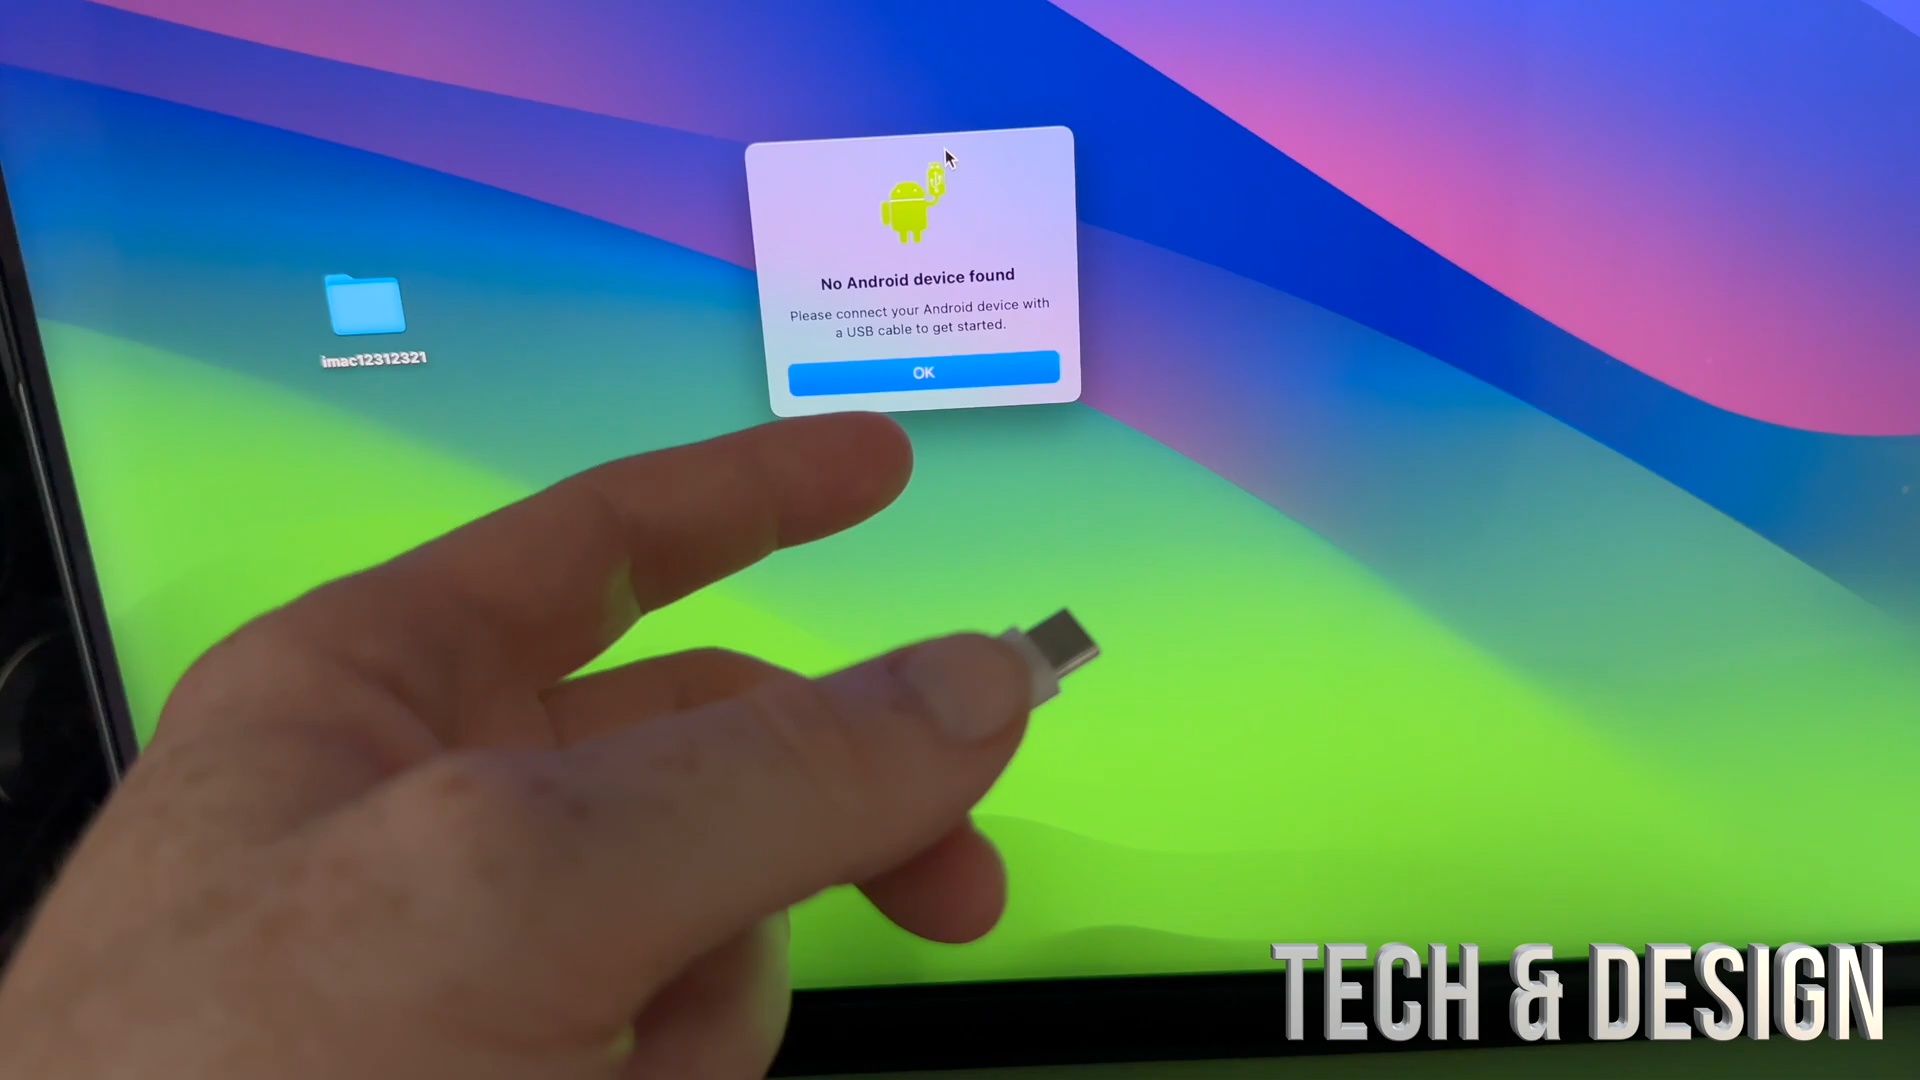 No Android device found
Please connect your Android device with
a USB cable to get started.
OK
imac12312321
TECH & DESIGN